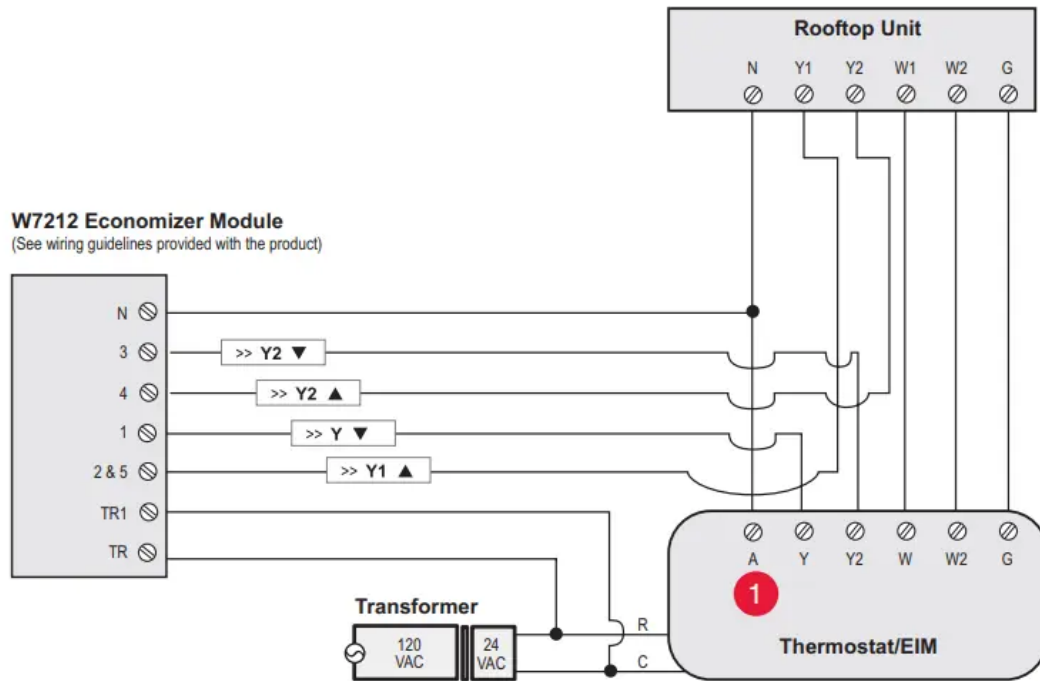 Rooftop Unit
N Y1 Y2 W1 W2 G
W7212 Economizer Module
(See wiring guidelines provided with the product)
N
3 >> Y2 ▼
4 >> Y2 ▲
1 >> Y ▼
2 & 5 >> Y1 ▲
TR1
TR
A Y Y2 W W2 G
1
Transformer
120 VAC
24 VAC
R
C
Thermostat/EIM